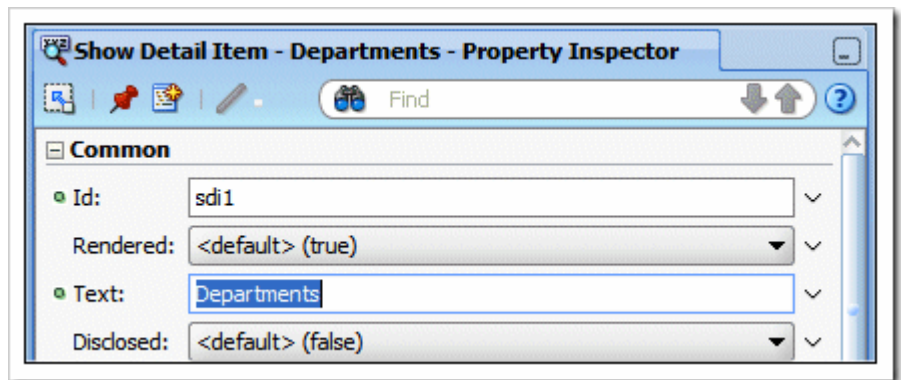 Show Detail Item - Departments - Property Inspector
Find
Common
Id: sdi1
Rendered: <default> (true)
Text: Departments
Disclosed: <default> (false)